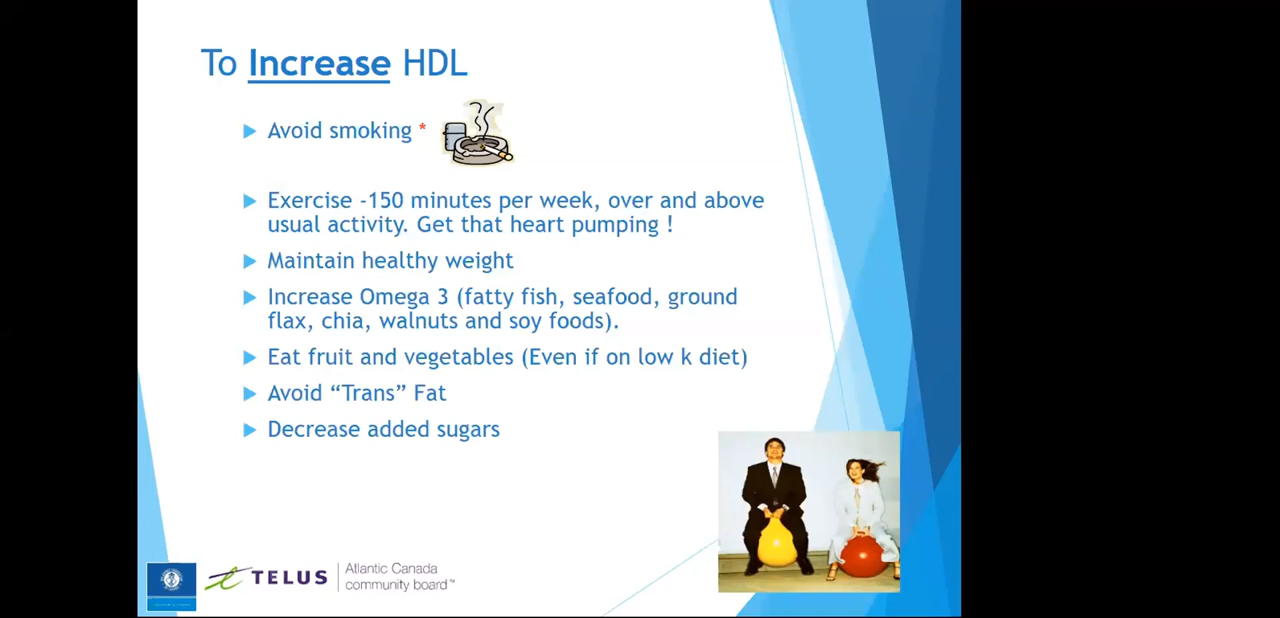 To Increase HDL
Avoid smoking *
Exercise -150 minutes per week, over and above
usual activity. Get that heart pumping !
Maintain healthy weight
Increase Omega 3 (fatty fish, seafood, ground
flax, chia, walnuts and soy foods).
Eat fruit and vegetables (Even if on low k diet)
Avoid “Trans” Fat
Decrease added sugars
TELUS
Atlantic Canada
community board™